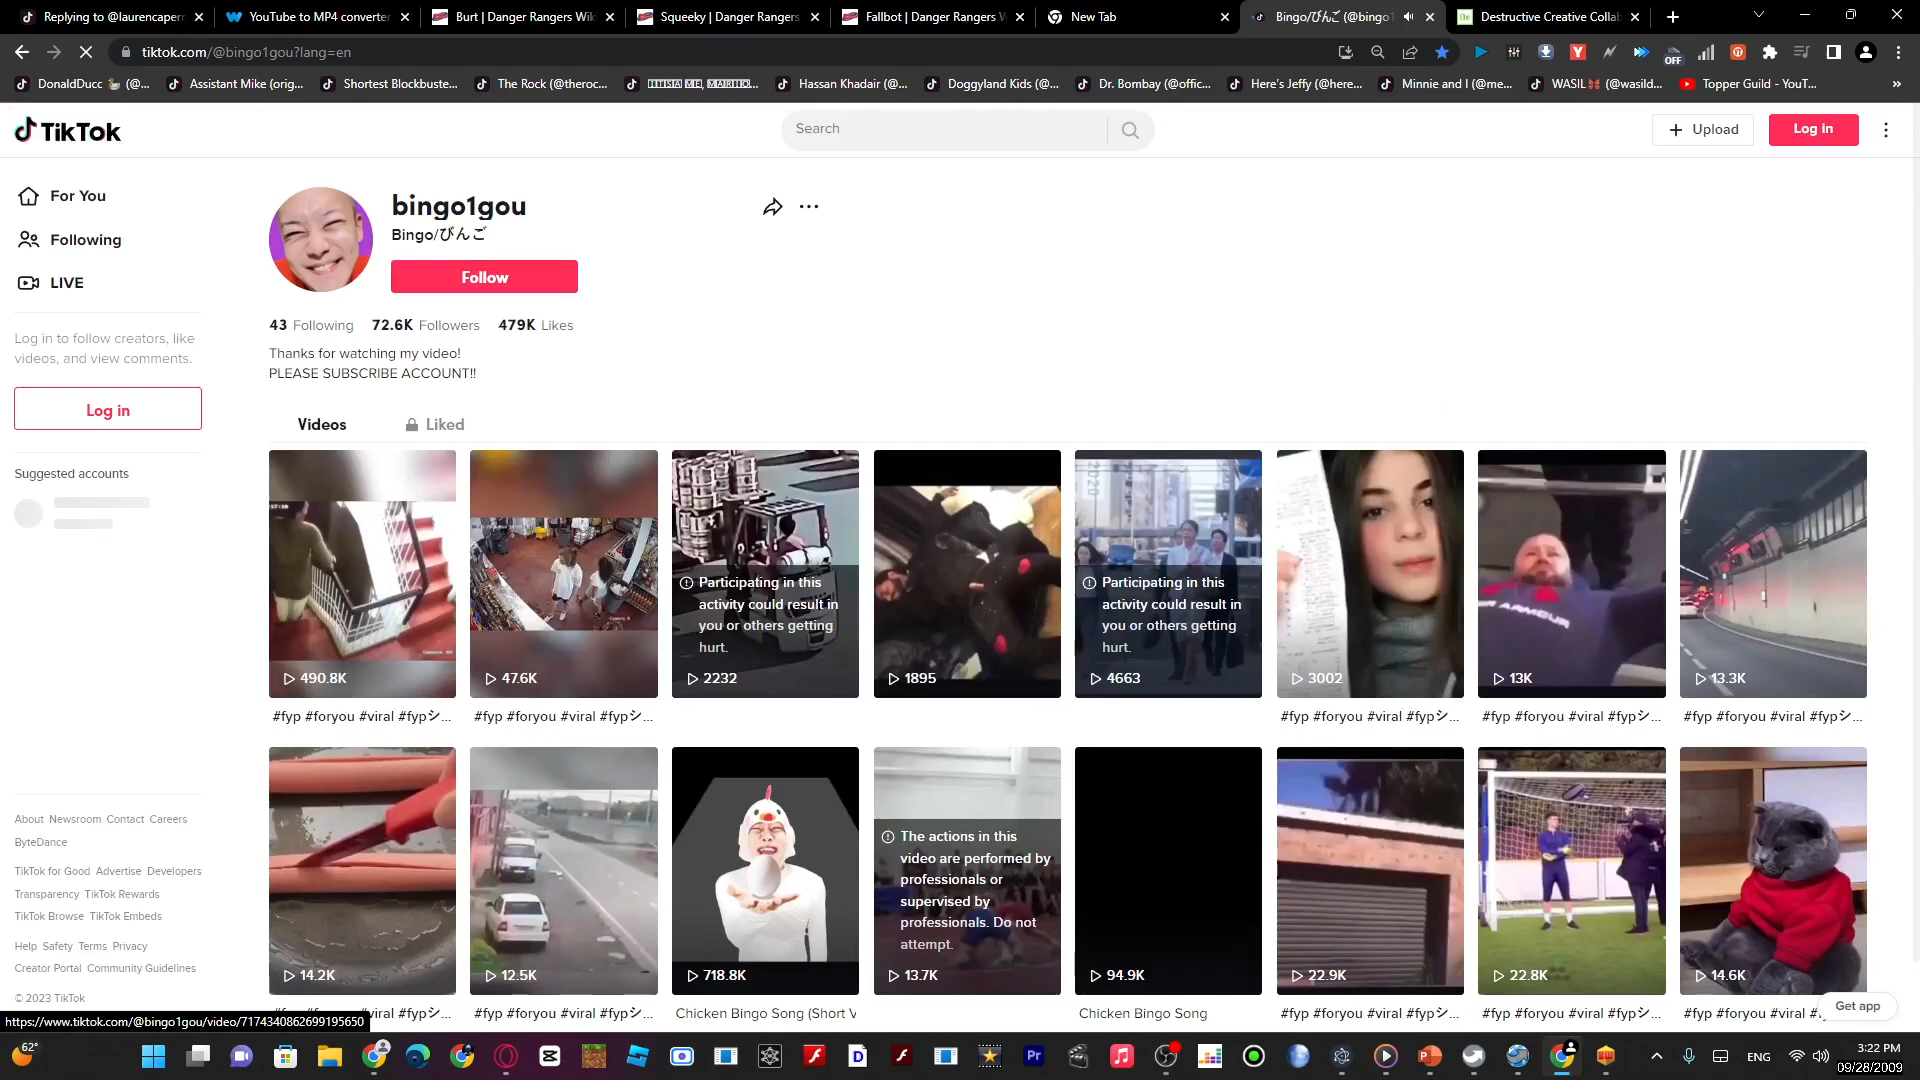 Replying to @laurencaperr
YouTube to MP4 converter
Burt | Danger Rangers Wik
Squeeky | Danger Rangers
Fallbot | Danger Rangers W
New Tab
Bingo/びんご (@bingo1
Destructive Creative Collab
tiktok.com/@bingo1gou?lang=en
OFF
DonaldDucc 🦆 (@...
Assistant Mike (orig...
Shortest Blockbuste...
The Rock (@theroc...
Hassan Khadair (@...
Doggyland Kids (@...
Dr. Bombay (@offic...
Here's Jeffy (@here...
Minnie and I (@me...
WASIL (@wasild...
Topper Guild - YouT...
TikTok
Search
Upload
Log in
For You
Following
LIVE
Log in to follow creators, like
videos, and view comments.
Log in
Suggested accounts
About Newsroom Contact Careers
ByteDance
TikTok for Good Advertise Developers
Transparency TikTok Rewards
TikTok Browse TikTok Embeds
Help Safety Terms Privacy
Creator Portal Community Guidelines
© 2023 TikTok
bingo1gou
Bingo/びんご
Follow
43 Following 72.6K Followers 479K Likes
Thanks for watching my video!
PLEASE SUBSCRIBE ACCOUNT!!
Videos
Liked
490.8K
47.6K
Participating in this
activity could result in
you or others getting
hurt.
2232
1895
Participating in this
activity could result in
you or others getting
hurt.
4663
3002
13K
13.3K
#fyp #foryou #viral #fypシ...
#fyp #foryou #viral #fypシ...
#fyp #foryou #viral #fypシ...
#fyp #foryou #viral #fypシ...
#fyp #foryou #viral #fypシ...
14.2K
12.5K
718.8K
The actions in this
video are performed by
professionals or
supervised by
professionals. Do not
attempt.
13.7K
94.9K
22.9K
22.8K
14.6K
#fyp #foryou #viral #fypシ...
#fyp #foryou #viral #fypシ...
Chicken Bingo Song (Short V
Chicken Bingo Song
#fyp #foryou #viral #fypシ...
#fyp #foryou #viral #fypシ...
#fyp #foryou #viral #fy
Get app
https://www.tiktok.com/@bingo1gou/video/7174340862699195650
62°
ENG
3:22 PM
09/28/2009